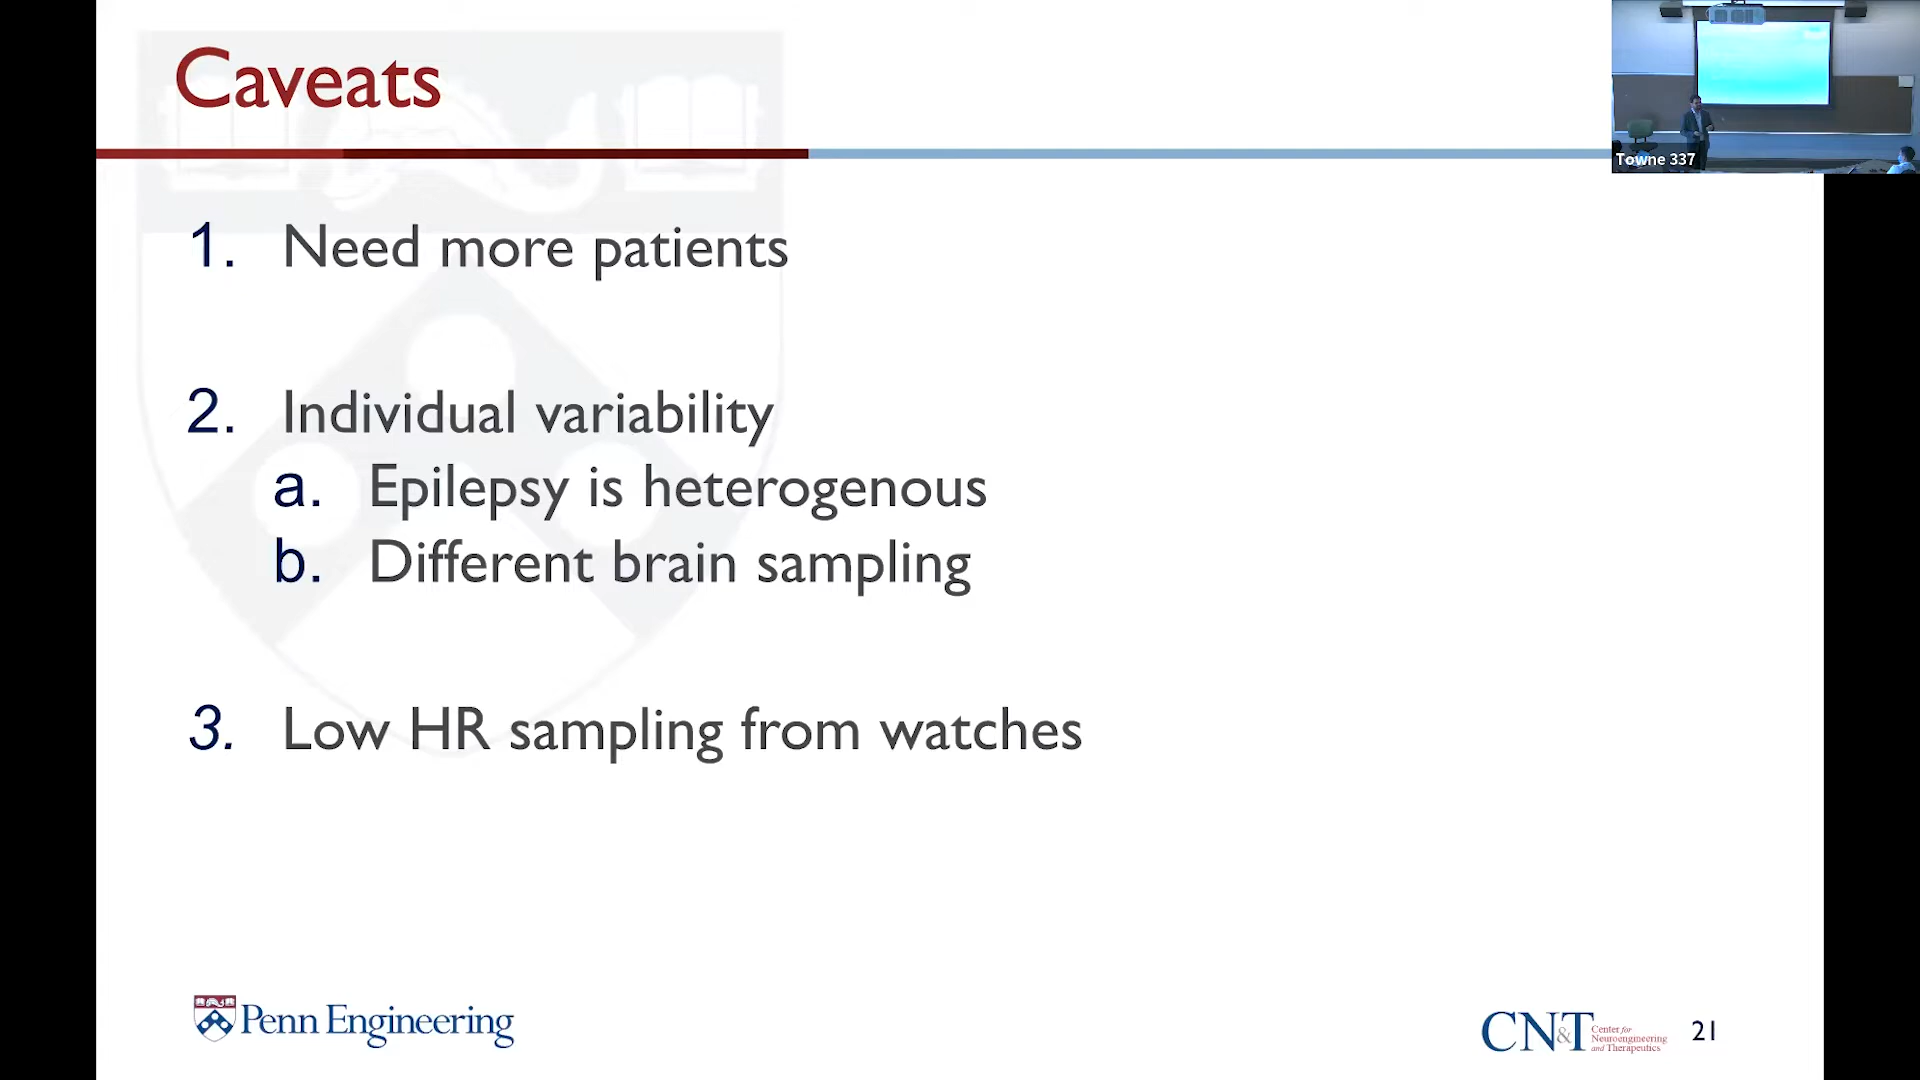 Caveats
Towne 337
1. Need more patients
2. Individual variability
a. Epilepsy is heterogenous
b. Different brain sampling
3. Low HR sampling from watches
Penn Engineering
CN&T Center for
Neuroengineering
and Therapeutics
21